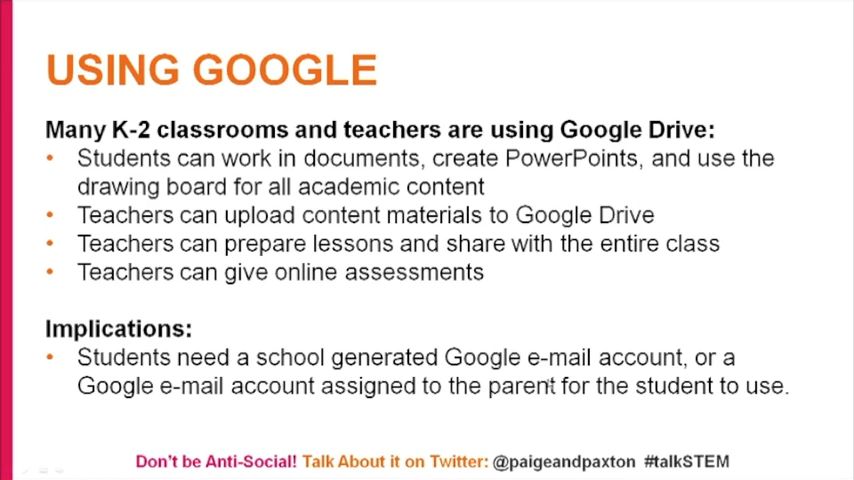 USING GOOGLE
Many K-2 classrooms and teachers are using Google Drive:
• Students can work in documents, create PowerPoints, and use the
drawing board for all academic content
• Teachers can upload content materials to Google Drive
• Teachers can prepare lessons and share with the entire class
• Teachers can give online assessments
Implications:
• Students need a school generated Google e-mail account, or a
Google e-mail account assigned to the parent for the student to use.
Don't be Anti-Social! Talk About it on Twitter: @paigeandpaxton #talkSTEM